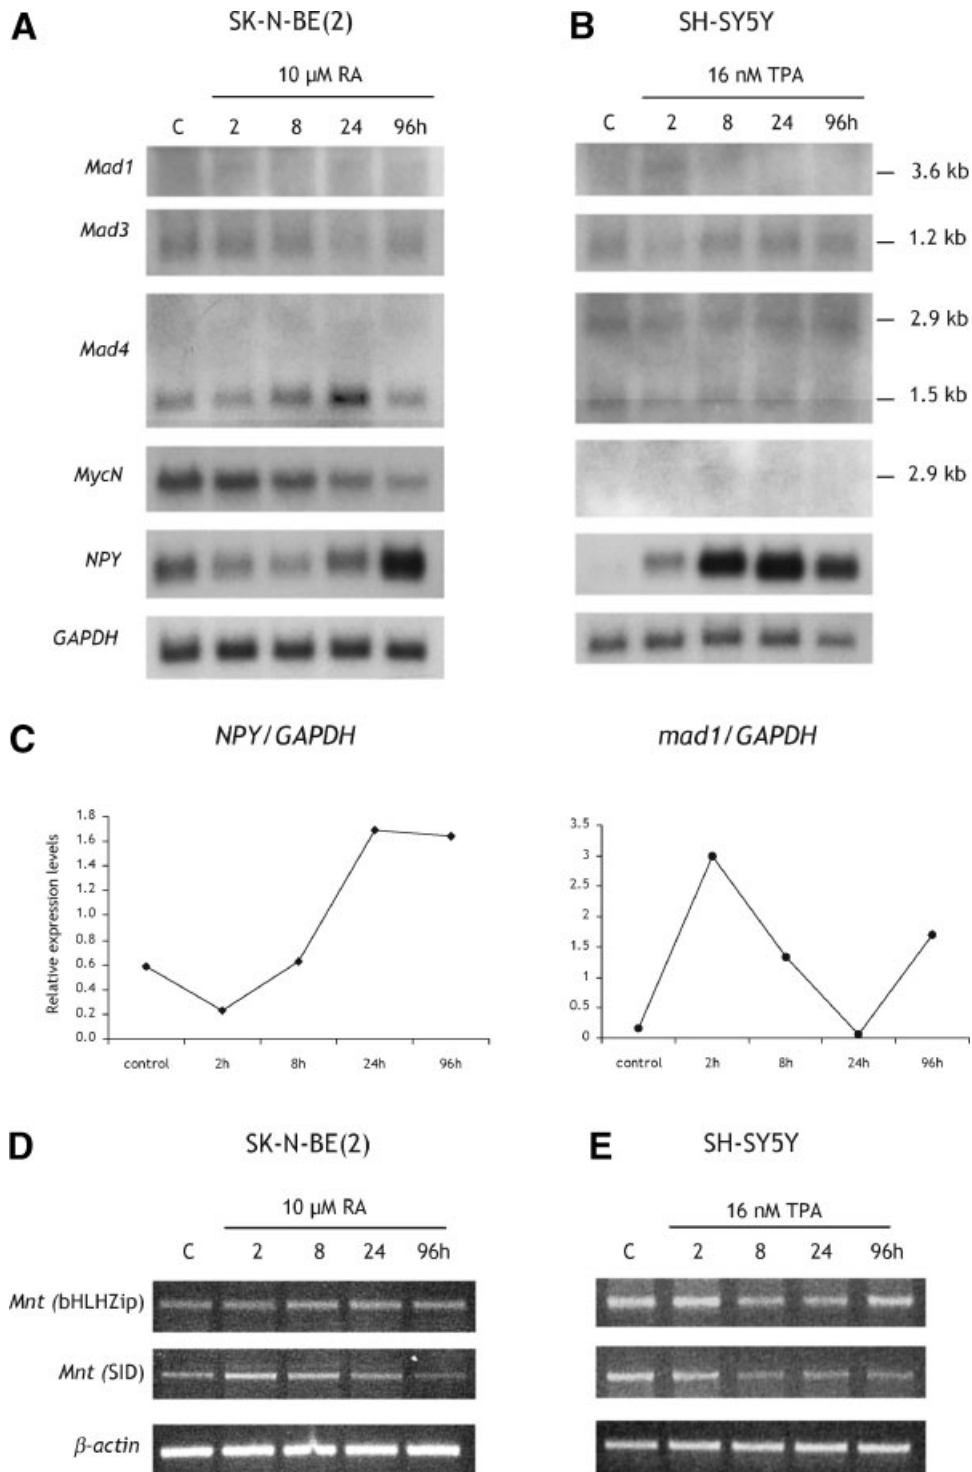 A
SK-N-BE(2)
10 µM RA
C 2 8 24 96h
Mad1
Mad3
Mad4
MycN
NPY
GAPDH
B
SH-SY5Y
16 nM TPA
C 2 8 24 96h
3.6 kb
1.2 kb
2.9 kb
1.5 kb
2.9 kb
C
NPY/GAPDH
Relative expression levels
1.8
1.6
1.4
1.2
1.0
0.8
0.6
0.4
0.2
0.0
control 2h 8h 24h 96h
mad1/GAPDH
3.5
3
2.5
2
1.5
1
0.5
0
control 2h 8h 24h 96h
D
SK-N-BE(2)
10 µM RA
C 2 8 24 96h
Mnt (bHLHZip)
Mnt (SID)
β-actin
E
SH-SY5Y
16 nM TPA
C 2 8 24 96h